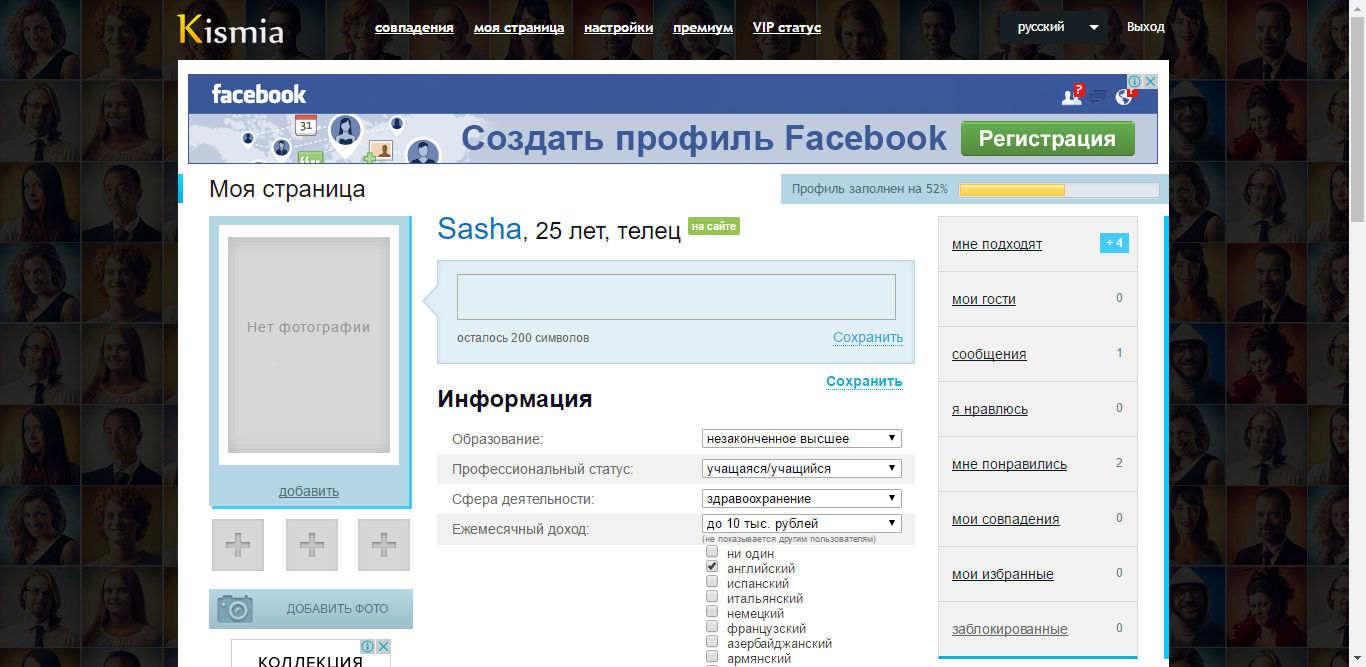 Kismia
совпадения моя страница настройки премиум VIP статус
русский
Выход
facebook
31
Создать профиль Facebook
Регистрация
Моя страница
Профиль заполнен на 52%
Нет фотографии
добавить
ДОБАВИТЬ ФОТО
КОЛЛЕКЦИЯ
Sasha, 25 лет, телец на сайте
осталось 200 символов
Сохранить
Сохранить
Информация
Образование: незаконченное высшее
Профессиональный статус: учащаяся/учащийся
Сфера деятельности: здравоохранение
Ежемесячный доход: до 10 тыс. рублей
(не показывается другим пользователям)
ни один
английский
испанский
итальянский
немецкий
французский
азербайджанский
армянский
мне подходят + 4
мои гости 0
сообщения 1
я нравлюсь 0
мне понравились 2
мои совпадения 0
мои избранные 0
заблокированные 0